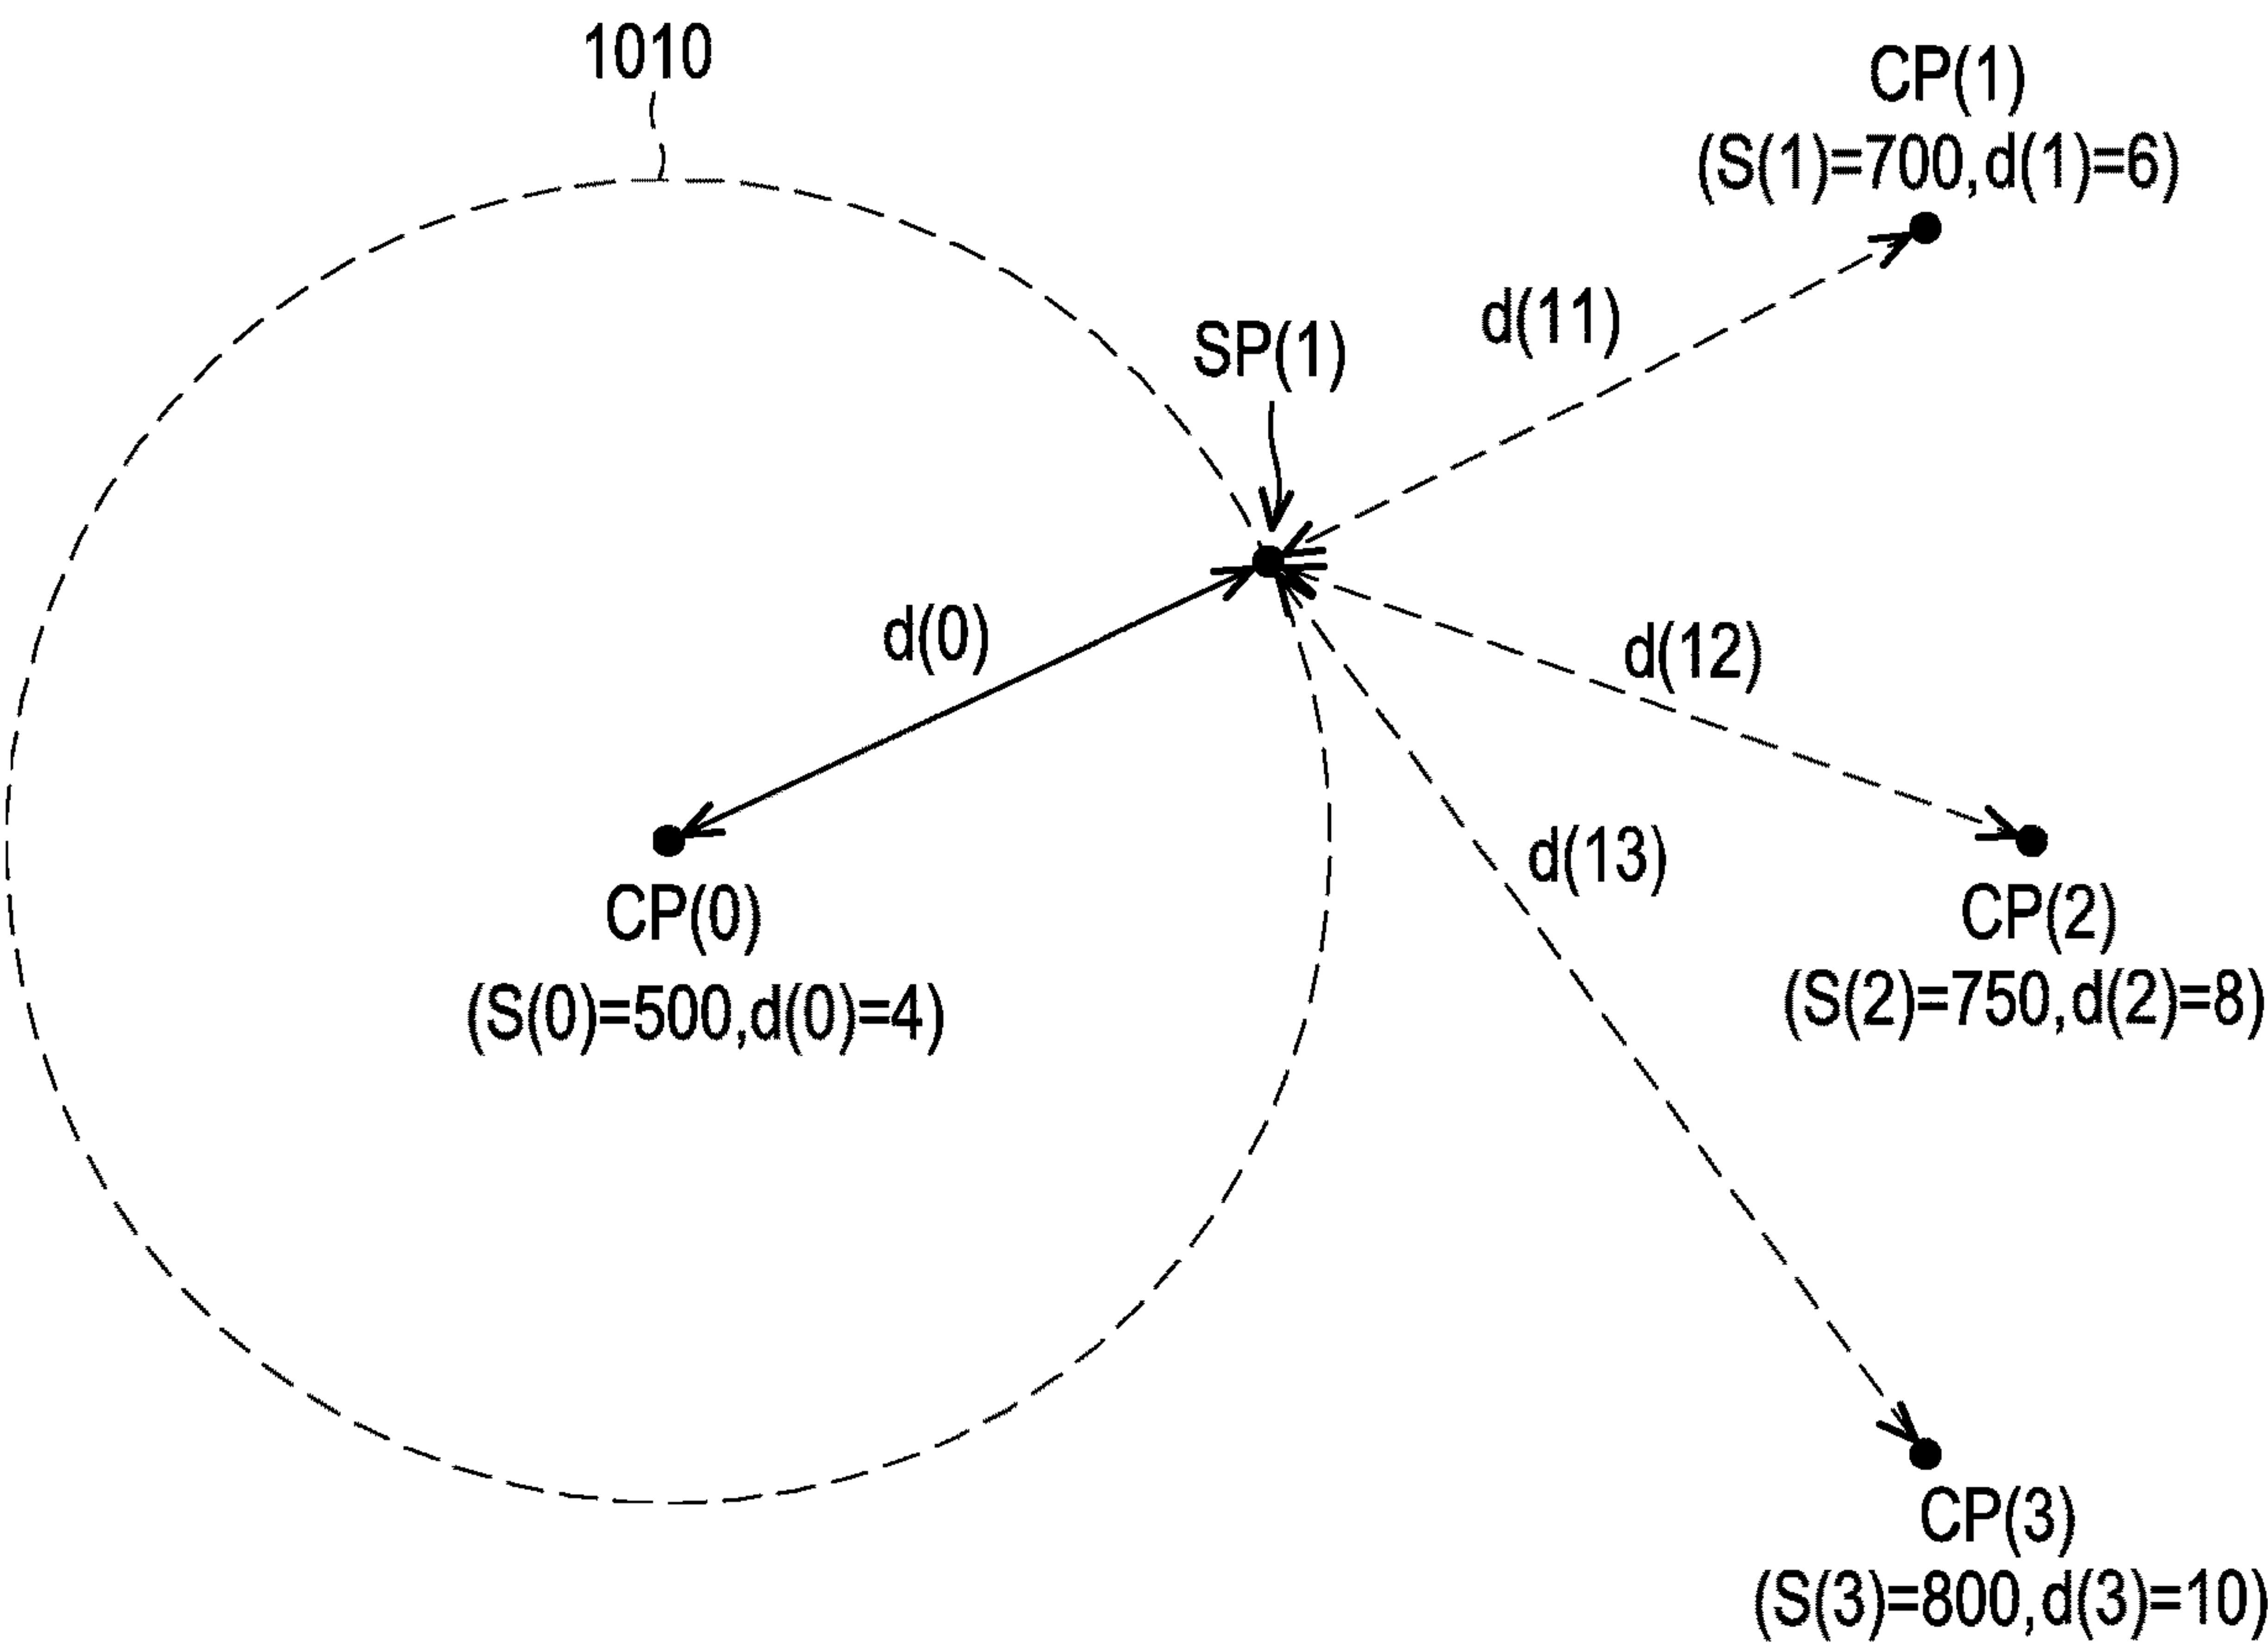 1010
CP(1)
(S(1)=700,d(1)=6)
d(11)
SP(1)
d(0)
d(12)
d(13)
CP(0)
(S(0)=500,d(0)=4)
CP(2)
(S(2)=750,d(2)=8)
CP(3)
(S(3)=800,d(3)=10)